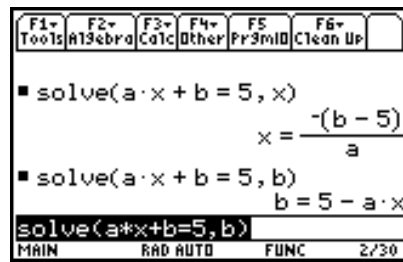 F1▾ F2▾ F3▾ F4▾ F5 F6▾
Tools Algebra Calc Other PrgmIO Clean Up
▪ solve(a·x + b = 5, x)
x = ⁻(b − 5)
a
▪ solve(a·x + b = 5, b)
b = 5 − a·x
solve(a*x+b=5,b)
MAIN RAD AUTO FUNC 2/30